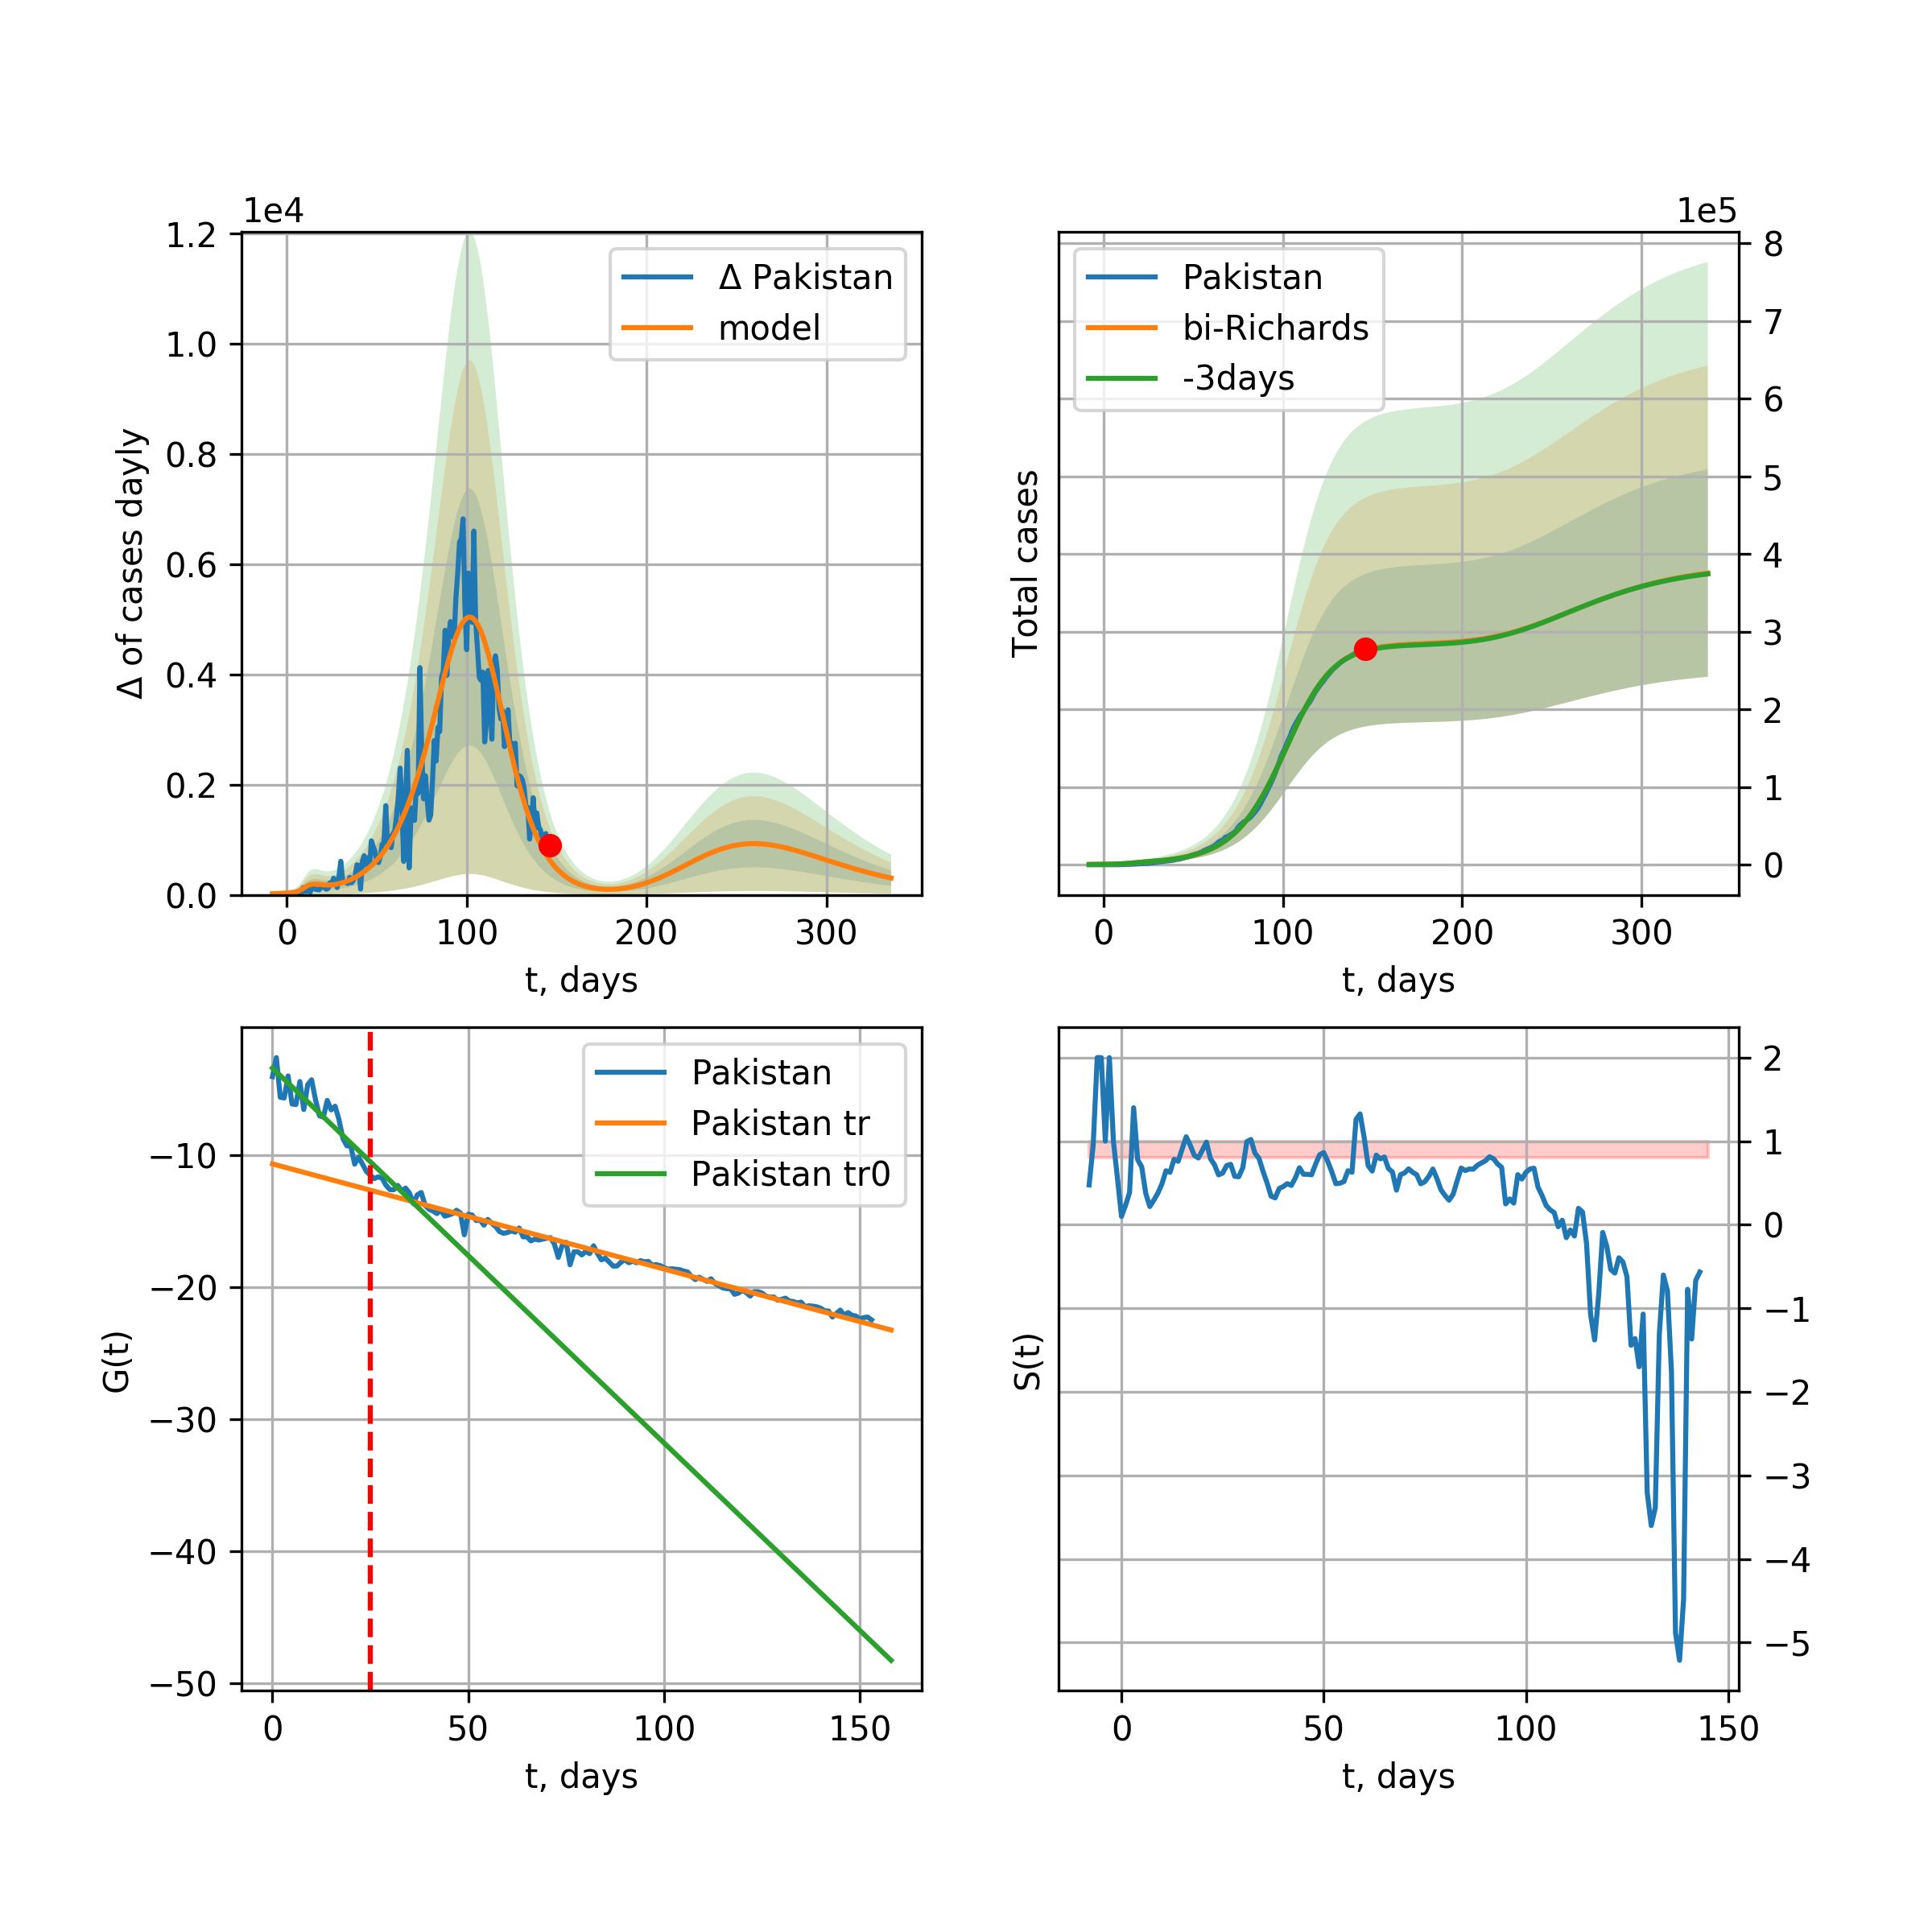 1e4
1.2
1.0
0.8
0.6
0.4
0.2
0.0
Δ of cases dayly
Δ Pakistan
model
0 100 200 300
t, days
1e5
8
7
6
5
4
3
2
1
0
Total cases
Pakistan
bi-Richards
-3days
0 100 200 300
t, days
−10
−20
−30
−40
−50
G(t)
Pakistan
Pakistan tr
Pakistan tr0
0 50 100 150
t, days
2
1
0
−1
−2
−3
−4
−5
S(t)
0 50 100 150
t, days